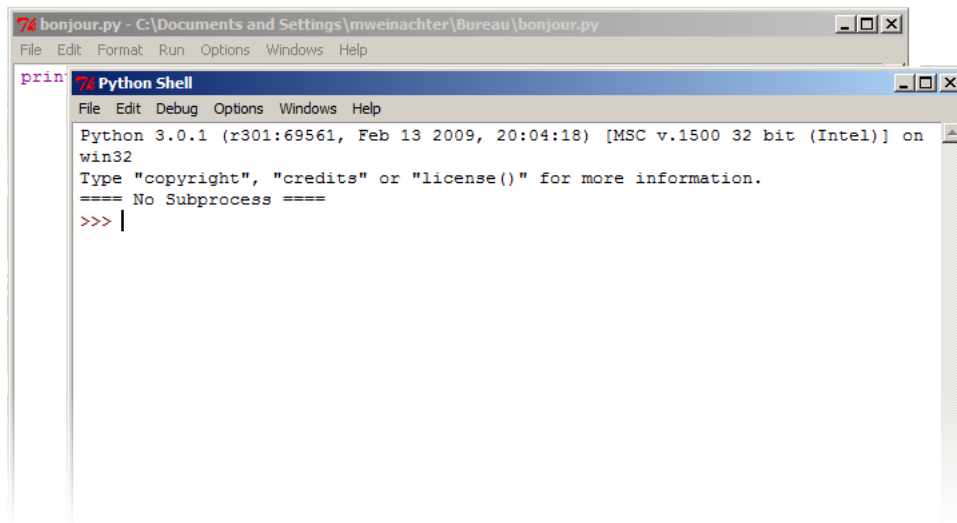 bonjour.py - C:\Documents and Settings\mweinachter\Bureau\bonjour.py
File Edit Format Run Options Windows Help
prin
Python Shell
File Edit Debug Options Windows Help
Python 3.0.1 (r301:69561, Feb 13 2009, 20:04:18) [MSC v.1500 32 bit (Intel)] on
win32
Type "copyright", "credits" or "license()" for more information.
==== No Subprocess ====
>>>